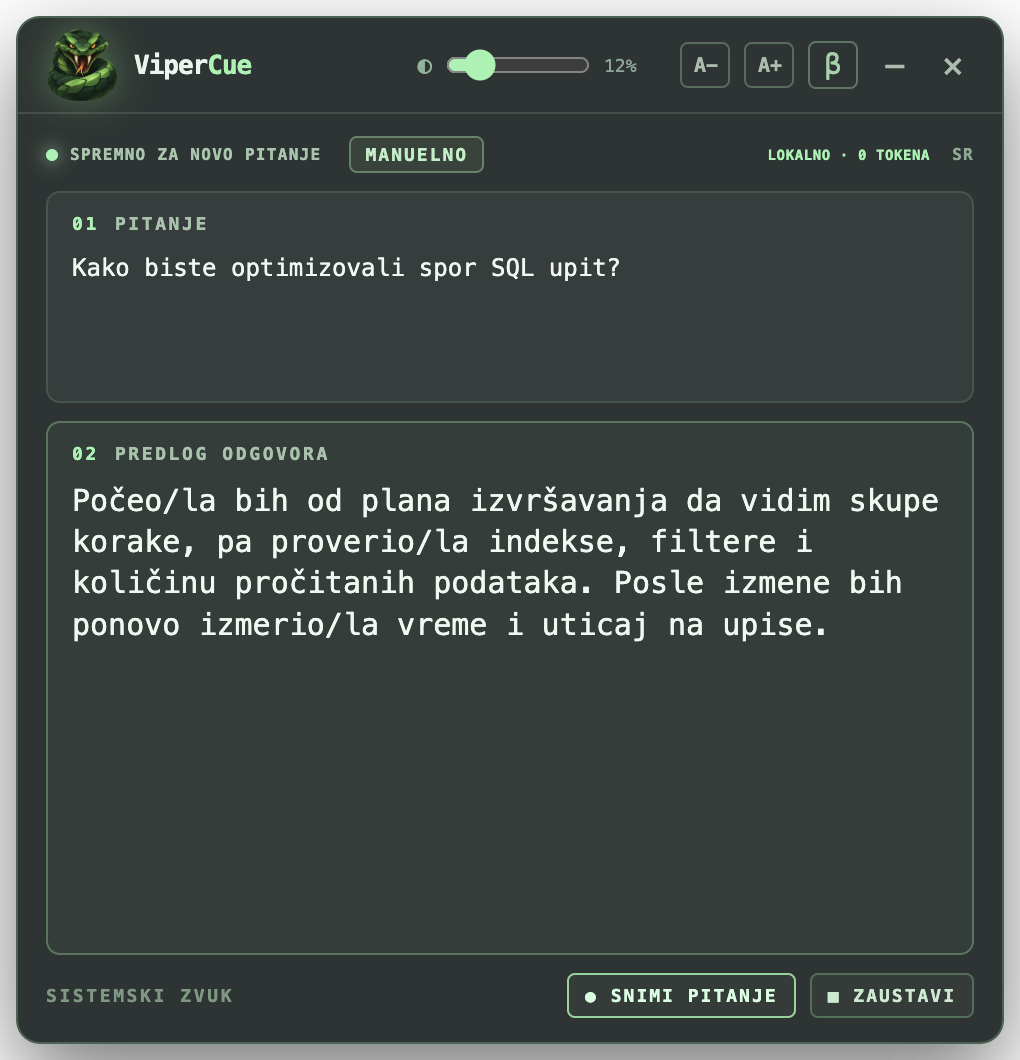 ViperCue
12%
A−
A+
β
SPREMNO ZA NOVO PITANJE
MANUELNO
LOKALNO · 0 TOKENA
SR
01 PITANJE
Kako biste optimizovali spor SQL upit?
02 PREDLOG ODGOVORA
Počeo/la bih od plana izvršavanja da vidim skupe
korake, pa proverio/la indekse, filtere i
količinu pročitanih podataka. Posle izmene bih
ponovo izmerio/la vreme i uticaj na upise.
SISTEMSKI ZVUK
● SNIMI PITANJE
■ ZAUSTAVI